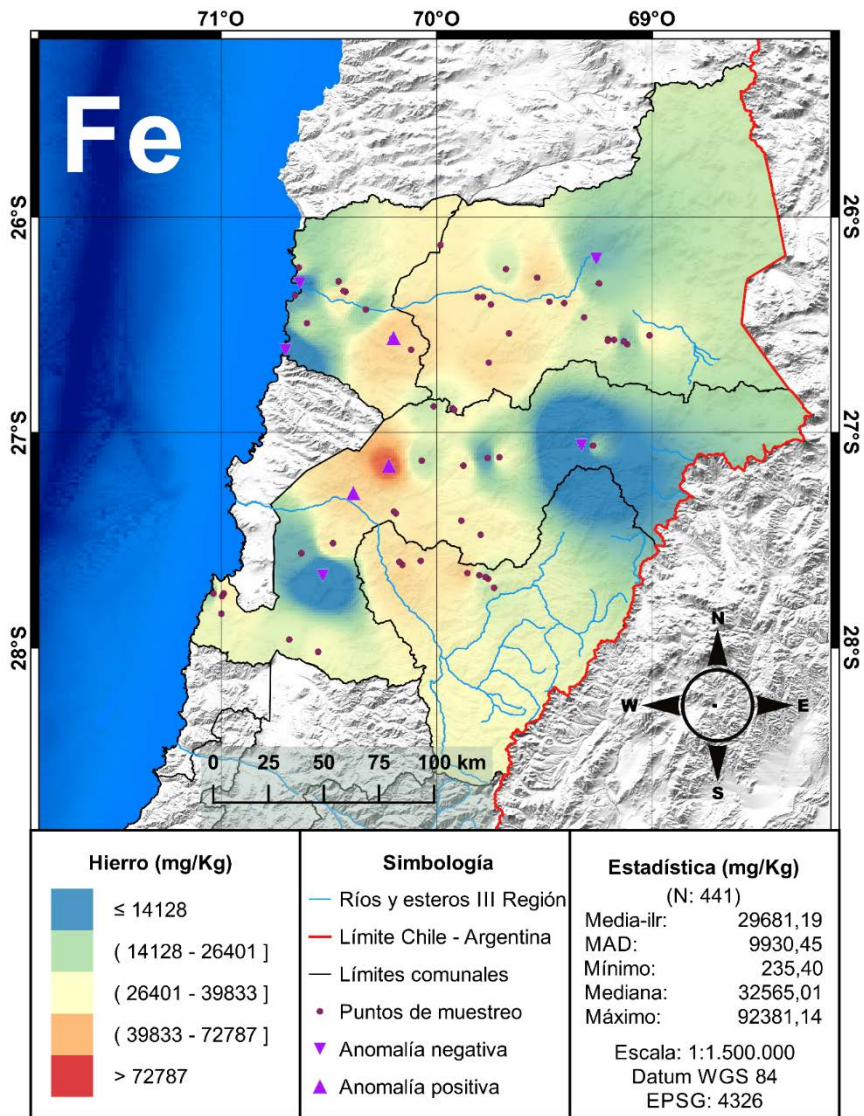 71°O 70°O 69°O
Fe
26°S 26°S
27°S 27°S
28°S 28°S
N
W E
S
0 25 50 75 100 km
Hierro (mg/Kg)
≤ 14128
( 14128 - 26401 ]
( 26401 - 39833 ]
( 39833 - 72787 ]
> 72787
Simbología
Ríos y esteros III Región
Límite Chile - Argentina
Límites comunales
Puntos de muestreo
Anomalía negativa
Anomalía positiva
Estadística (mg/Kg)
(N: 441)
Media-ilr: 29681,19
MAD: 9930,45
Mínimo: 235,40
Mediana: 32565,01
Máximo: 92381,14
Escala: 1:1.500.000
Datum WGS 84
EPSG: 4326